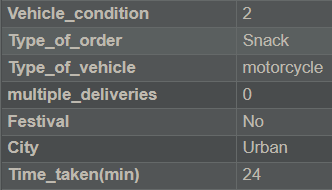 Vehicle_condition 2
Type_of_order Snack
Type_of_vehicle motorcycle
multiple_deliveries 0
Festival No
City Urban
Time_taken(min) 24